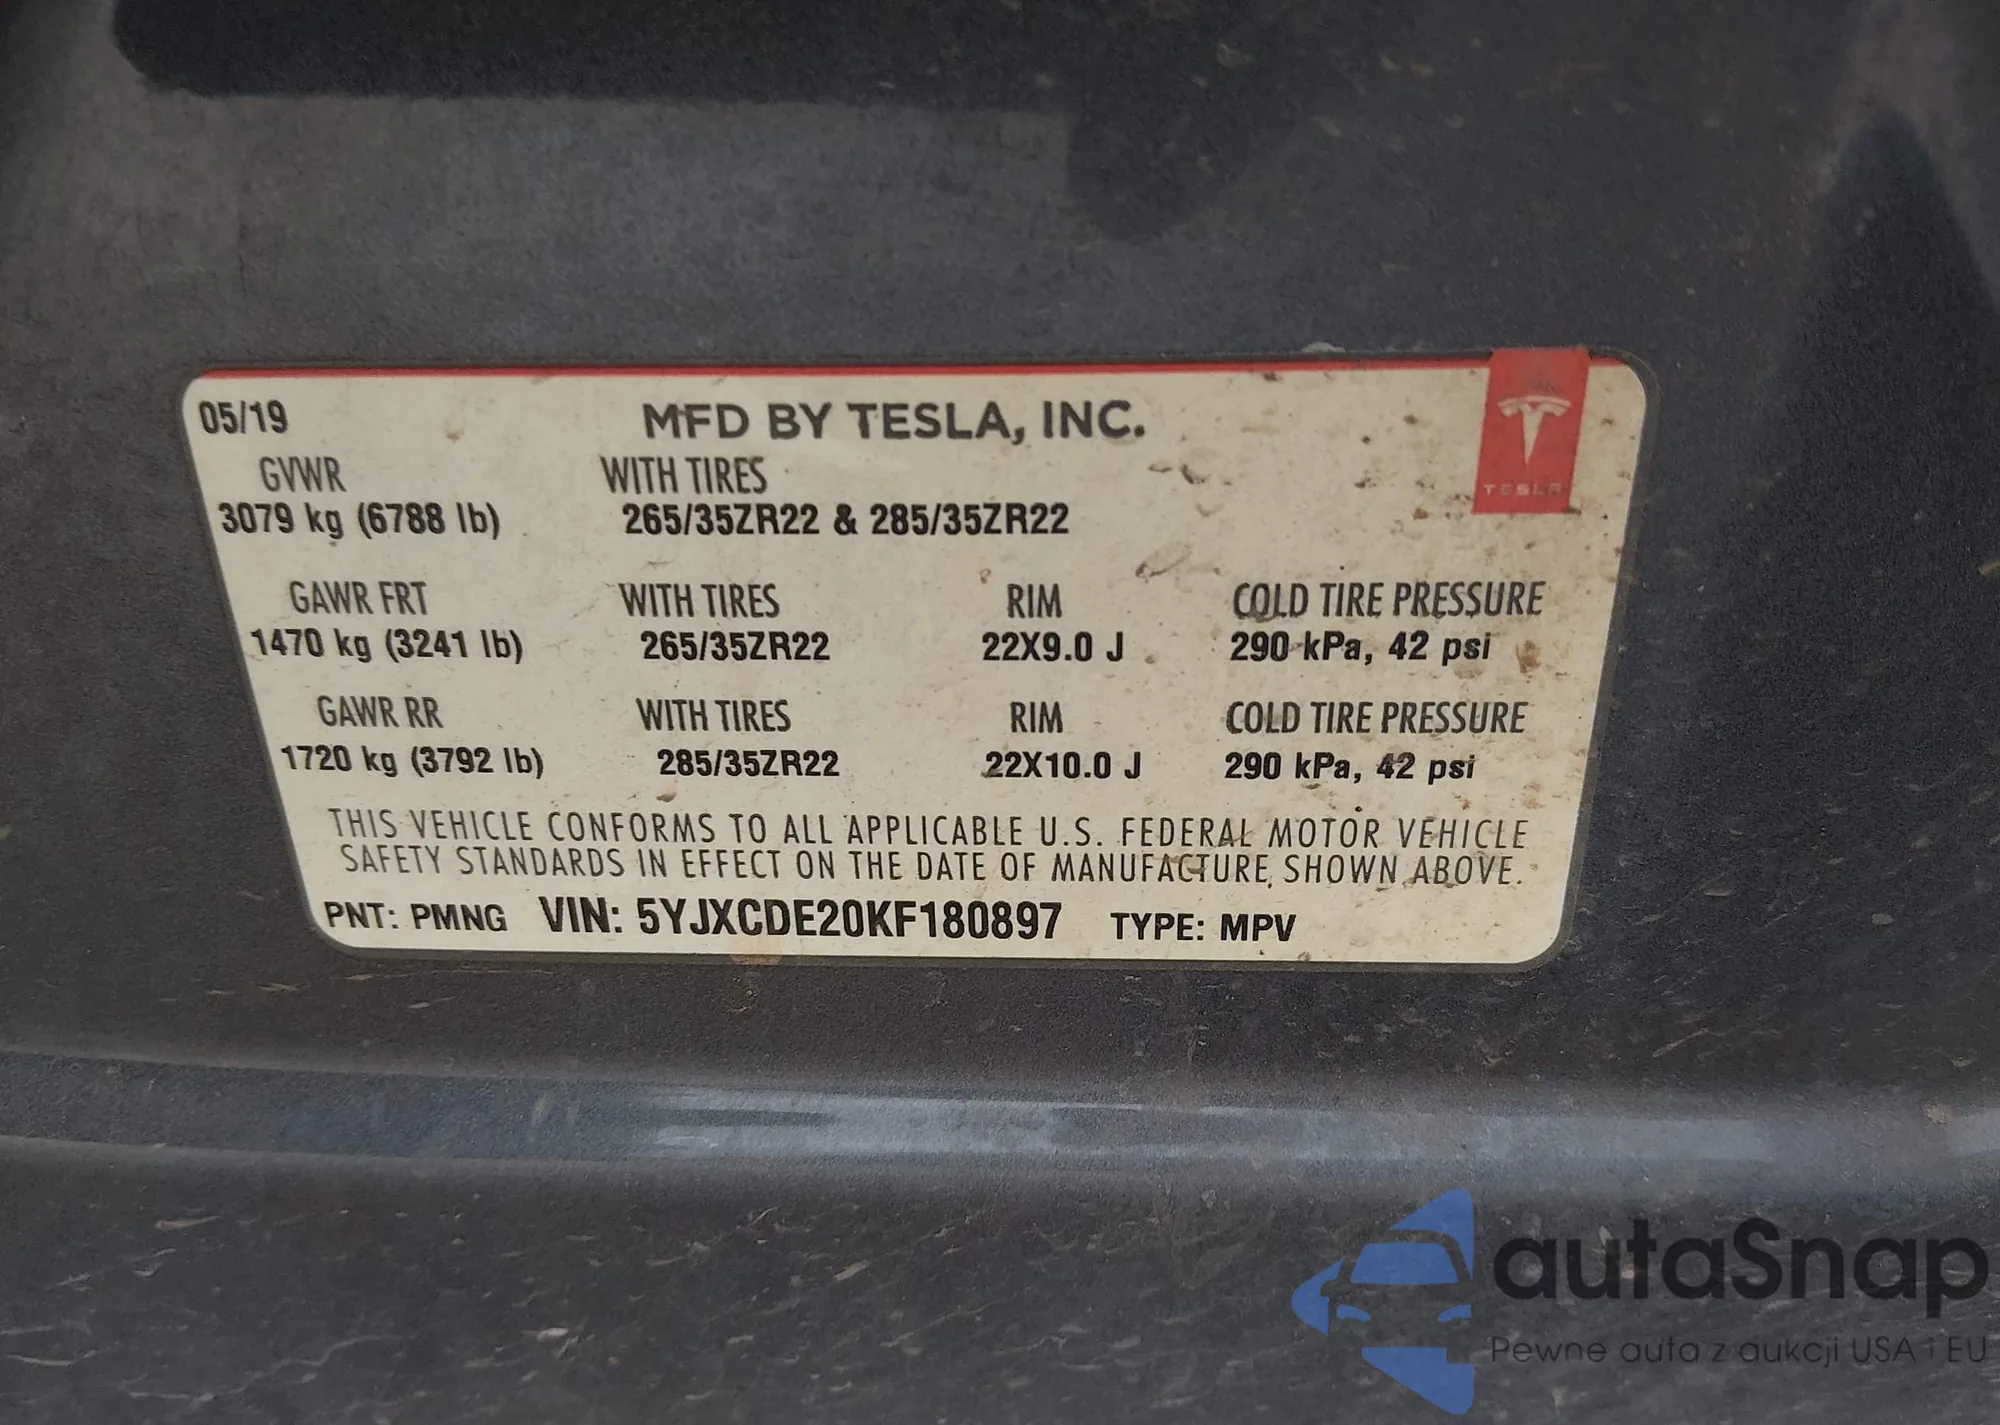 05/19 MFD BY TESLA, INC.
TESLA
GVWR WITH TIRES
3079 kg (6788 lb) 265/35ZR22 & 285/35ZR22
GAWR FRT WITH TIRES RIM COLD TIRE PRESSURE
1470 kg (3241 lb) 265/35ZR22 22X9.0 J 290 kPa, 42 psi
GAWR RR WITH TIRES RIM COLD TIRE PRESSURE
1720 kg (3792 lb) 285/35ZR22 22X10.0 J 290 kPa, 42 psi
THIS VEHICLE CONFORMS TO ALL APPLICABLE U.S. FEDERAL MOTOR VEHICLE
SAFETY STANDARDS IN EFFECT ON THE DATE OF MANUFACTURE SHOWN ABOVE.
PNT: PMNG VIN: 5YJXCDE20KF180897 TYPE: MPV
autaSnap
Pewne auta z aukcji USA i EU